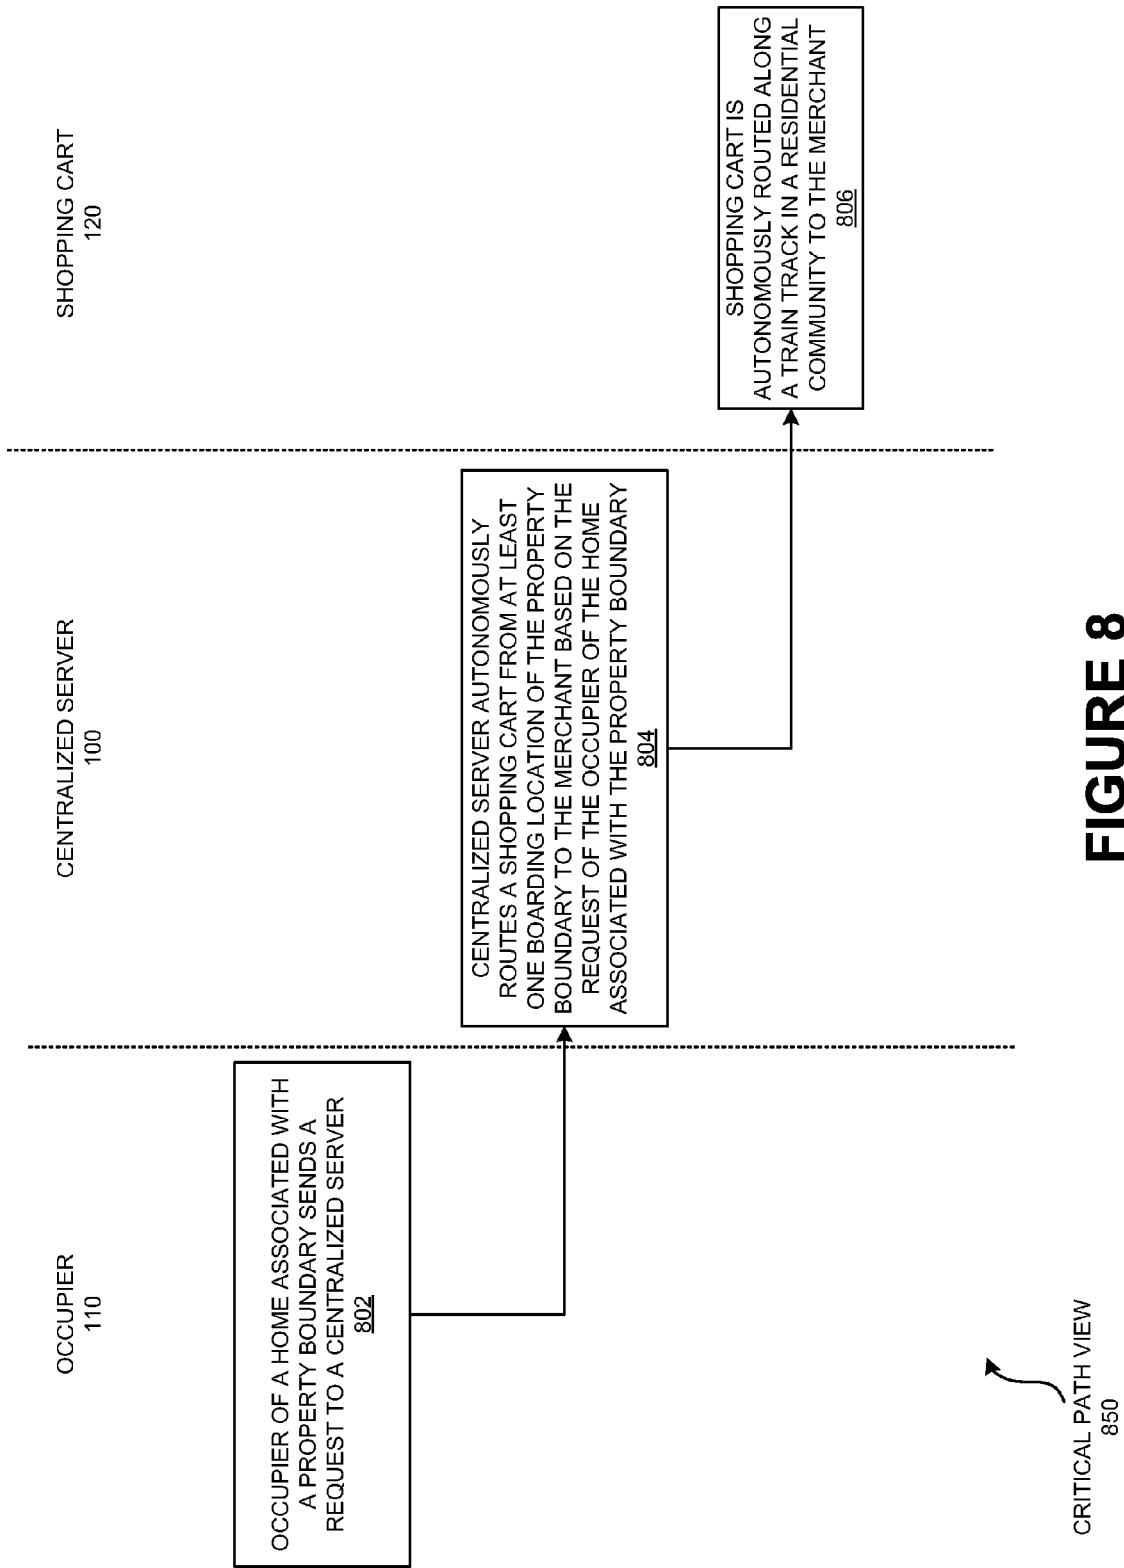 OCCUPIER
110
CENTRALIZED SERVER
100
SHOPPING CART
120
OCCUPIER OF A HOME ASSOCIATED WITH
A PROPERTY BOUNDARY SENDS A
REQUEST TO A CENTRALIZED SERVER
802
CENTRALIZED SERVER AUTONOMOUSLY
ROUTES A SHOPPING CART FROM AT LEAST
ONE BOARDING LOCATION OF THE PROPERTY
BOUNDARY TO THE MERCHANT BASED ON THE
REQUEST OF THE OCCUPIER OF THE HOME
ASSOCIATED WITH THE PROPERTY BOUNDARY
804
SHOPPING CART IS
AUTONOMOUSLY ROUTED ALONG
A TRAIN TRACK IN A RESIDENTIAL
COMMUNITY TO THE MERCHANT
806
CRITICAL PATH VIEW
850
FIGURE 8